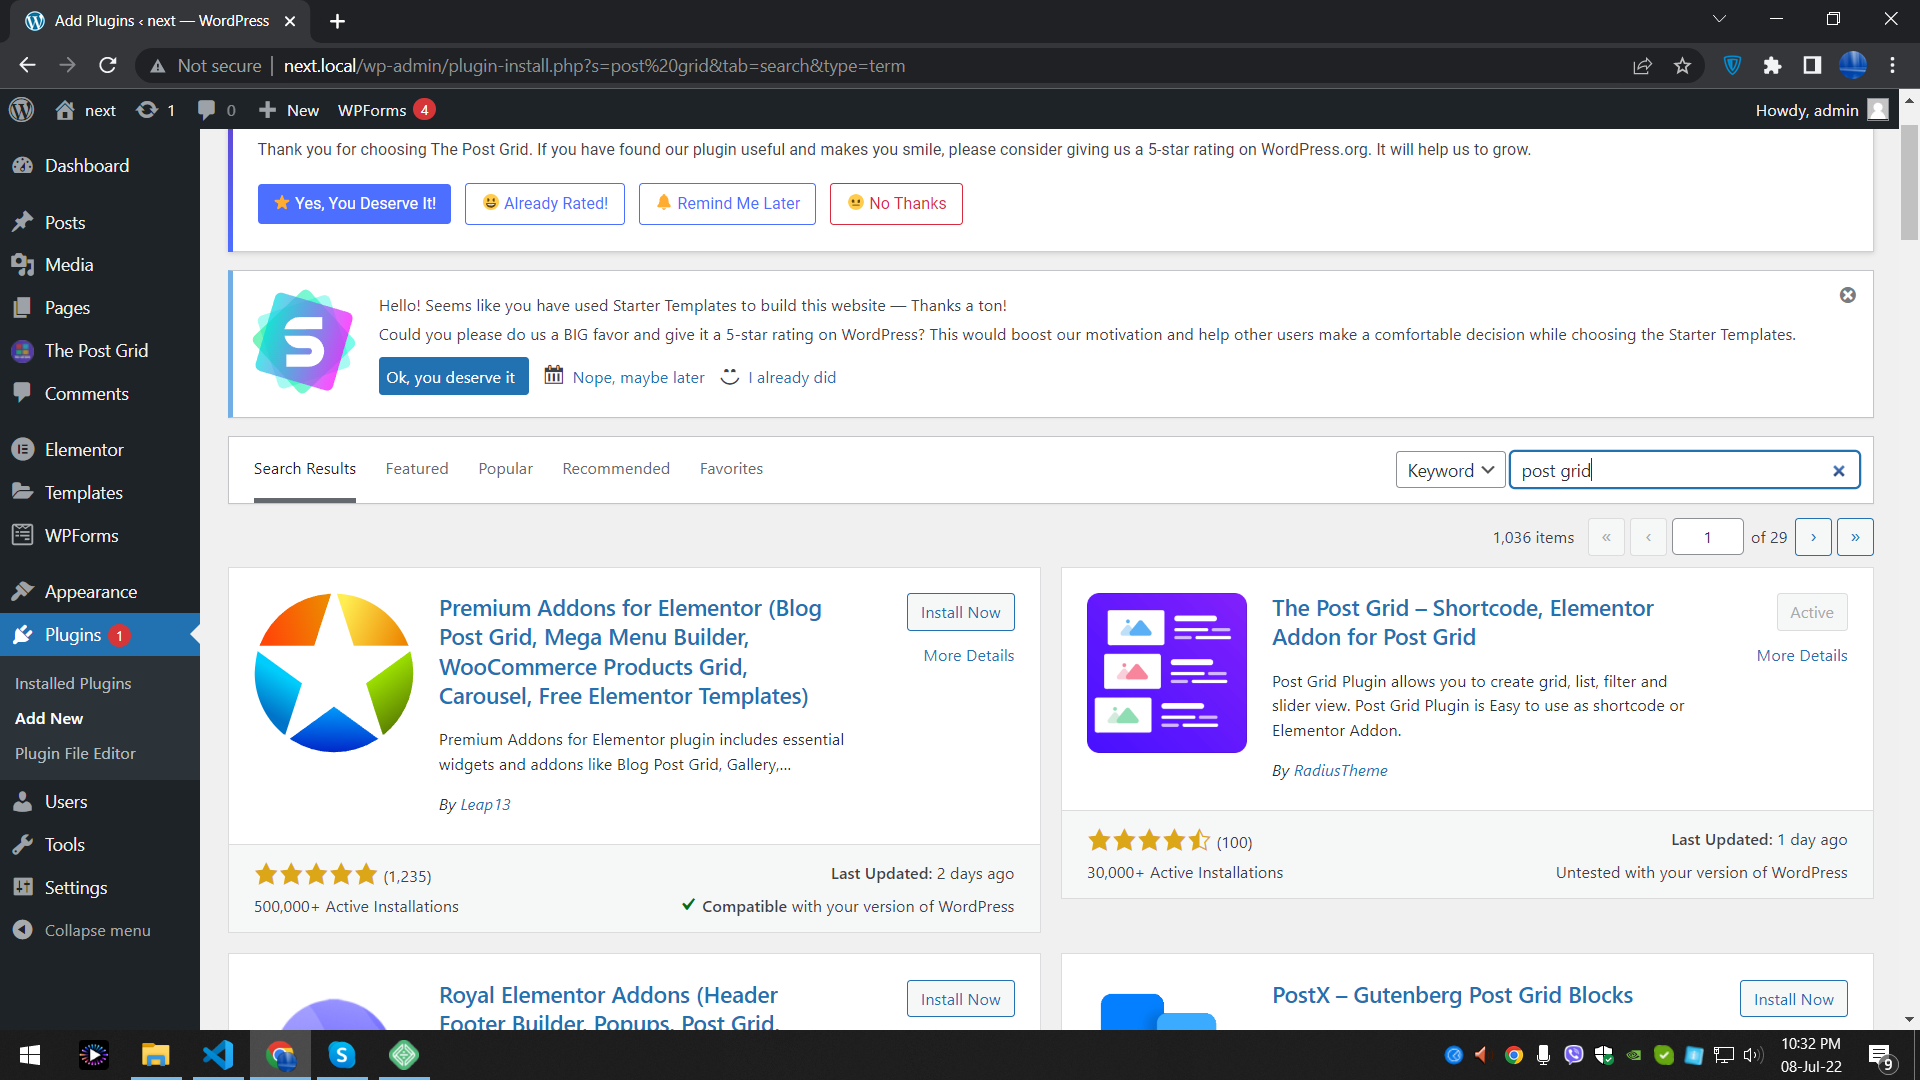 Add Plugins ‹ next — WordPress
Not secure
next.local/wp-admin/plugin-install.php?s=post%20grid&tab=search&type=term
next
1
0
New
WPForms 4
Howdy, admin
Dashboard
Posts
Media
Pages
The Post Grid
Comments
Elementor
Templates
WPForms
Appearance
Plugins 1
Installed Plugins
Add New
Plugin File Editor
Users
Tools
Settings
Collapse menu
Thank you for choosing The Post Grid. If you have found our plugin useful and makes you smile, please consider giving us a 5-star rating on WordPress.org. It will help us to grow.
Yes, You Deserve It!
Already Rated!
Remind Me Later
No Thanks
S
Hello! Seems like you have used Starter Templates to build this website — Thanks a ton!
Could you please do us a BIG favor and give it a 5-star rating on WordPress? This would boost our motivation and help other users make a comfortable decision while choosing the Starter Templates.
Ok, you deserve it
Nope, maybe later
I already did
Search Results
Featured
Popular
Recommended
Favorites
Keyword
post grid
1,036 items
«
‹
1
of 29
›
»
Premium Addons for Elementor (Blog
Post Grid, Mega Menu Builder,
WooCommerce Products Grid,
Carousel, Free Elementor Templates)
Install Now
More Details
Premium Addons for Elementor plugin includes essential
widgets and addons like Blog Post Grid, Gallery,...
By Leap13
(1,235)
Last Updated: 2 days ago
500,000+ Active Installations
Compatible with your version of WordPress
The Post Grid – Shortcode, Elementor
Addon for Post Grid
Active
More Details
Post Grid Plugin allows you to create grid, list, filter and
slider view. Post Grid Plugin is Easy to use as shortcode or
Elementor Addon.
By RadiusTheme
(100)
Last Updated: 1 day ago
30,000+ Active Installations
Untested with your version of WordPress
Royal Elementor Addons (Header
Footer Builder, Popups, Post Grid,
Install Now
PostX – Gutenberg Post Grid Blocks
Install Now
10:32 PM
08-Jul-22
9